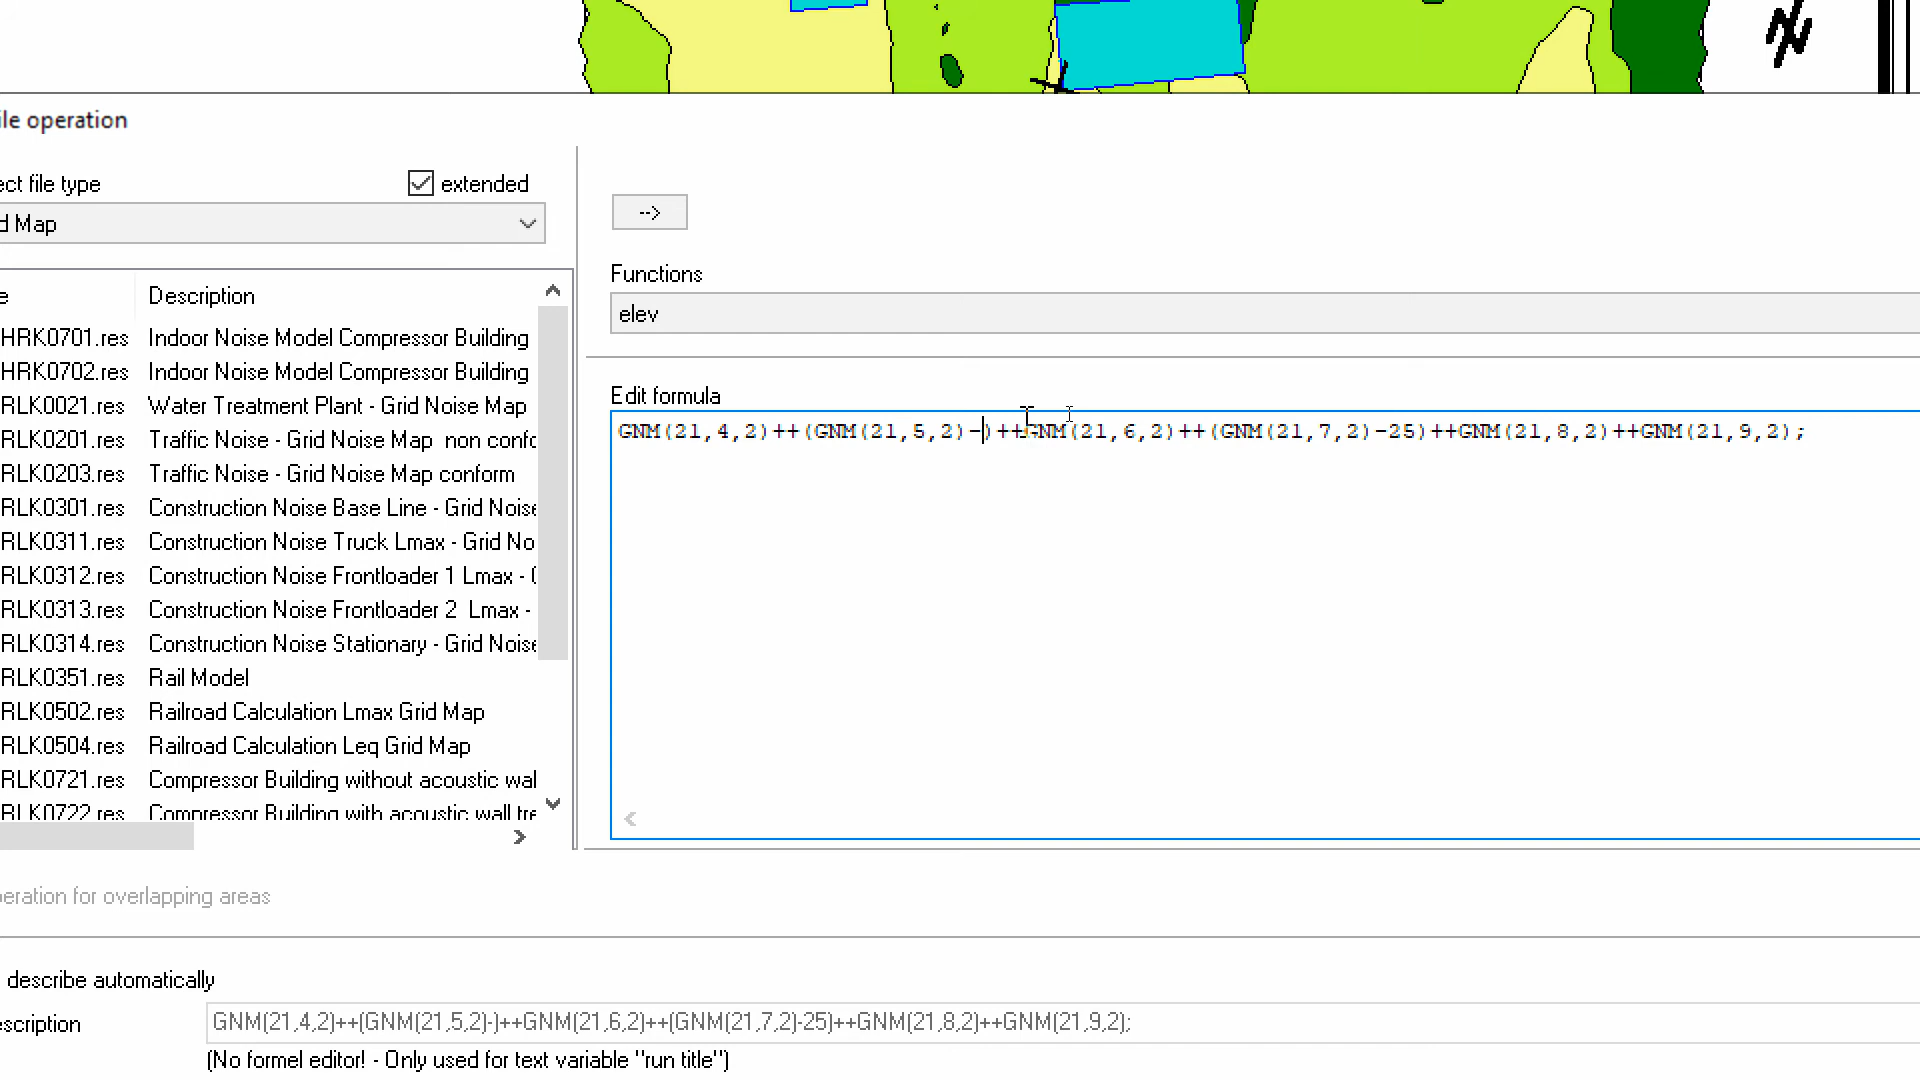 ile operation
ect file type
extended
d Map
-->
Functions
elev
e Description
HRK0701.res Indoor Noise Model Compressor Building
HRK0702.res Indoor Noise Model Compressor Building
RLK0021.res Water Treatment Plant - Grid Noise Map
RLK0201.res Traffic Noise - Grid Noise Map non confo
RLK0203.res Traffic Noise - Grid Noise Map conform
RLK0301.res Construction Noise Base Line - Grid Noise
RLK0311.res Construction Noise Truck Lmax - Grid No
RLK0312.res Construction Noise Frontloader 1 Lmax - (
RLK0313.res Construction Noise Frontloader 2 Lmax -
RLK0314.res Construction Noise Stationary - Grid Noise
RLK0351.res Rail Model
RLK0502.res Railroad Calculation Lmax Grid Map
RLK0504.res Railroad Calculation Leq Grid Map
RLK0721.res Compressor Building without acoustic wal
RLK0722.res Compressor Building with acoustic wall tre
Edit formula
GNM(21,4,2)++(GNM(21,5,2)-)++GNM(21,6,2)++(GNM(21,7,2)-25)++GNM(21,8,2)++GNM(21,9,2);
eration for overlapping areas
describe automatically
scription
GNM(21,4,2)++(GNM(21,5,2)-)++GNM(21,6,2)++(GNM(21,7,2)-25)++GNM(21,8,2)++GNM(21,9,2);
(No formel editor! - Only used for text variable "run title")